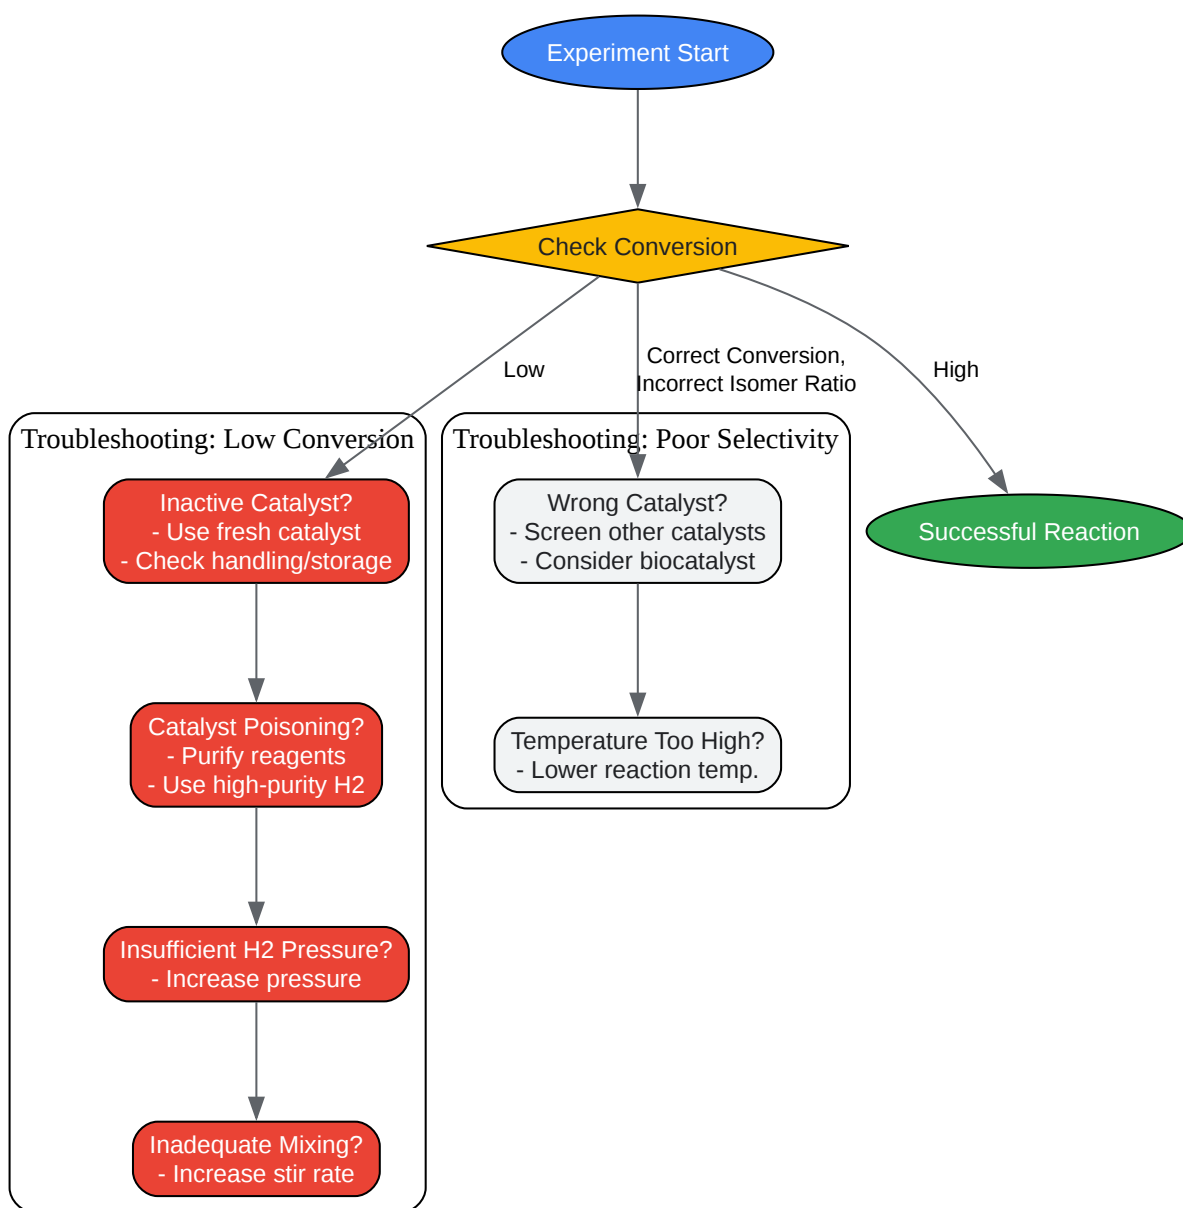 Experiment Start
Check Conversion
Low
Correct Conversion,
Incorrect Isomer Ratio
High
Troubleshooting: Low Conversion
Inactive Catalyst?
- Use fresh catalyst
- Check handling/storage
Catalyst Poisoning?
- Purify reagents
- Use high-purity H2
Insufficient H2 Pressure?
- Increase pressure
Inadequate Mixing?
- Increase stir rate
Troubleshooting: Poor Selectivity
Wrong Catalyst?
- Screen other catalysts
- Consider biocatalyst
Temperature Too High?
- Lower reaction temp.
Successful Reaction